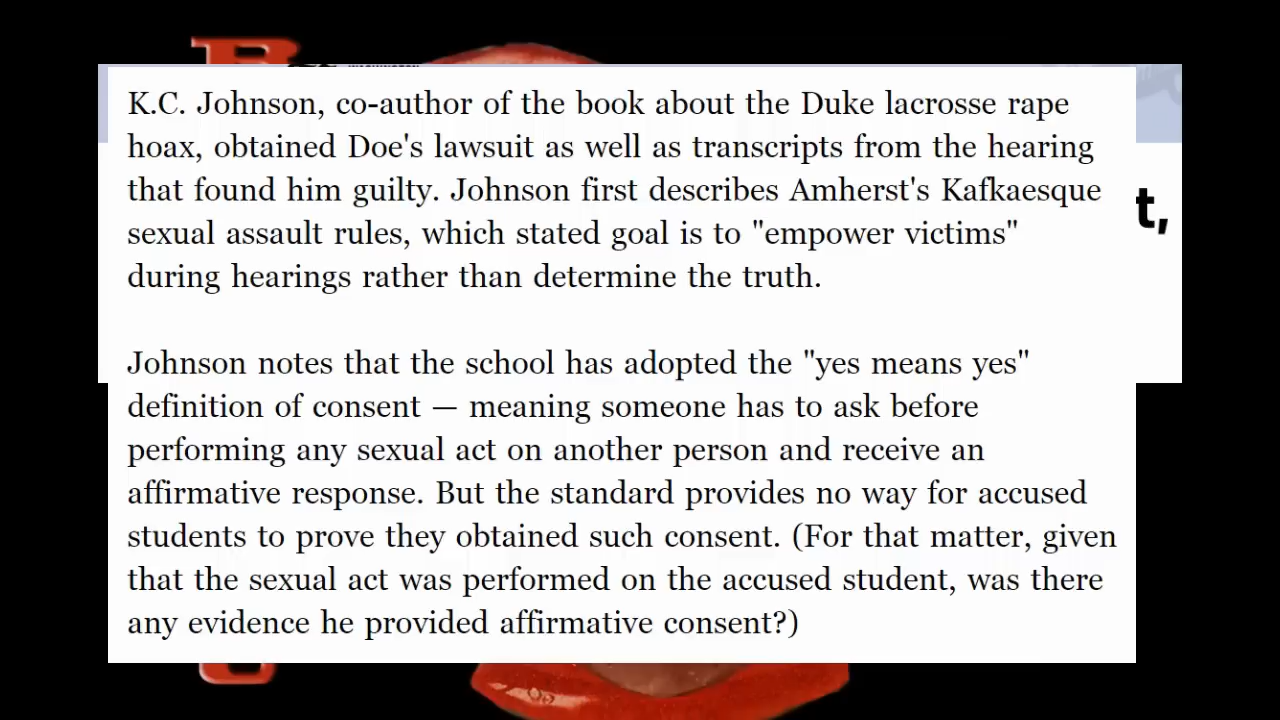 K.C. Johnson, co-author of the book about the Duke lacrosse rape
hoax, obtained Doe's lawsuit as well as transcripts from the hearing
that found him guilty. Johnson first describes Amherst's Kafkaesque
sexual assault rules, which stated goal is to "empower victims"
during hearings rather than determine the truth.
t,
Johnson notes that the school has adopted the "yes means yes"
definition of consent — meaning someone has to ask before
performing any sexual act on another person and receive an
affirmative response. But the standard provides no way for accused
students to prove they obtained such consent. (For that matter, given
that the sexual act was performed on the accused student, was there
any evidence he provided affirmative consent?)